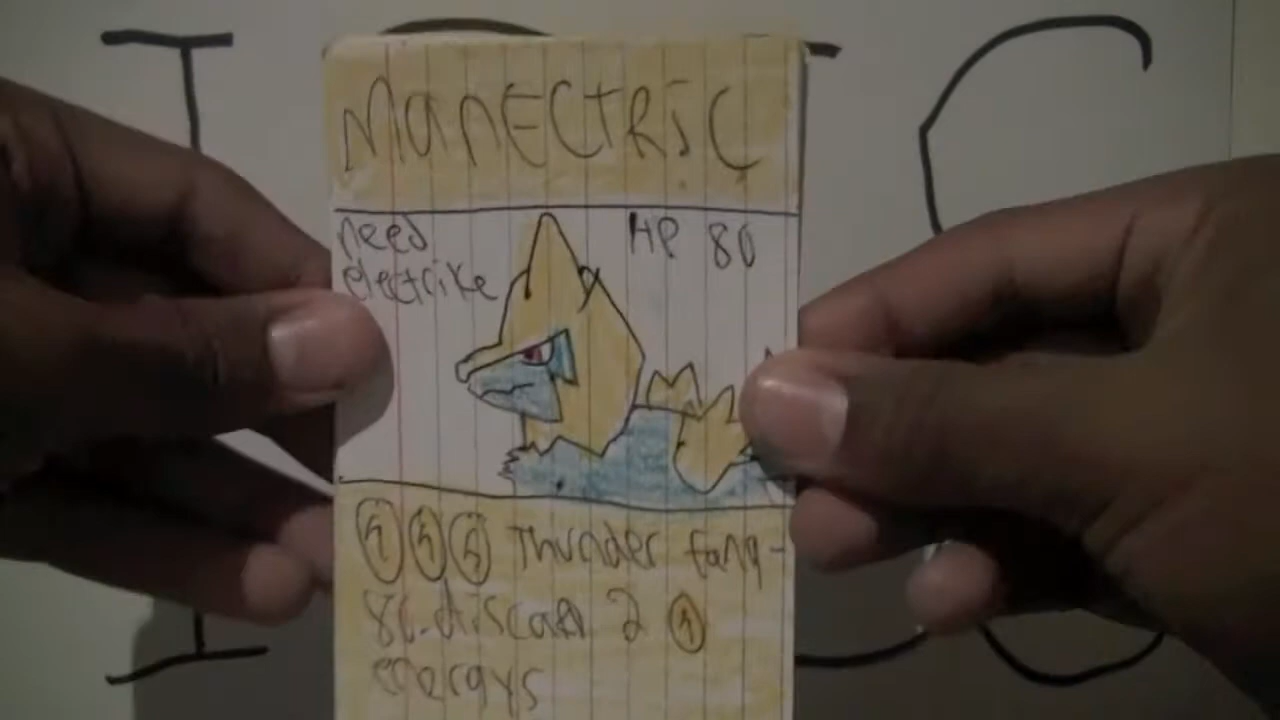 ManECtRiC
need HP 80
electrike
Thunder fang-
80. discard 2
energys